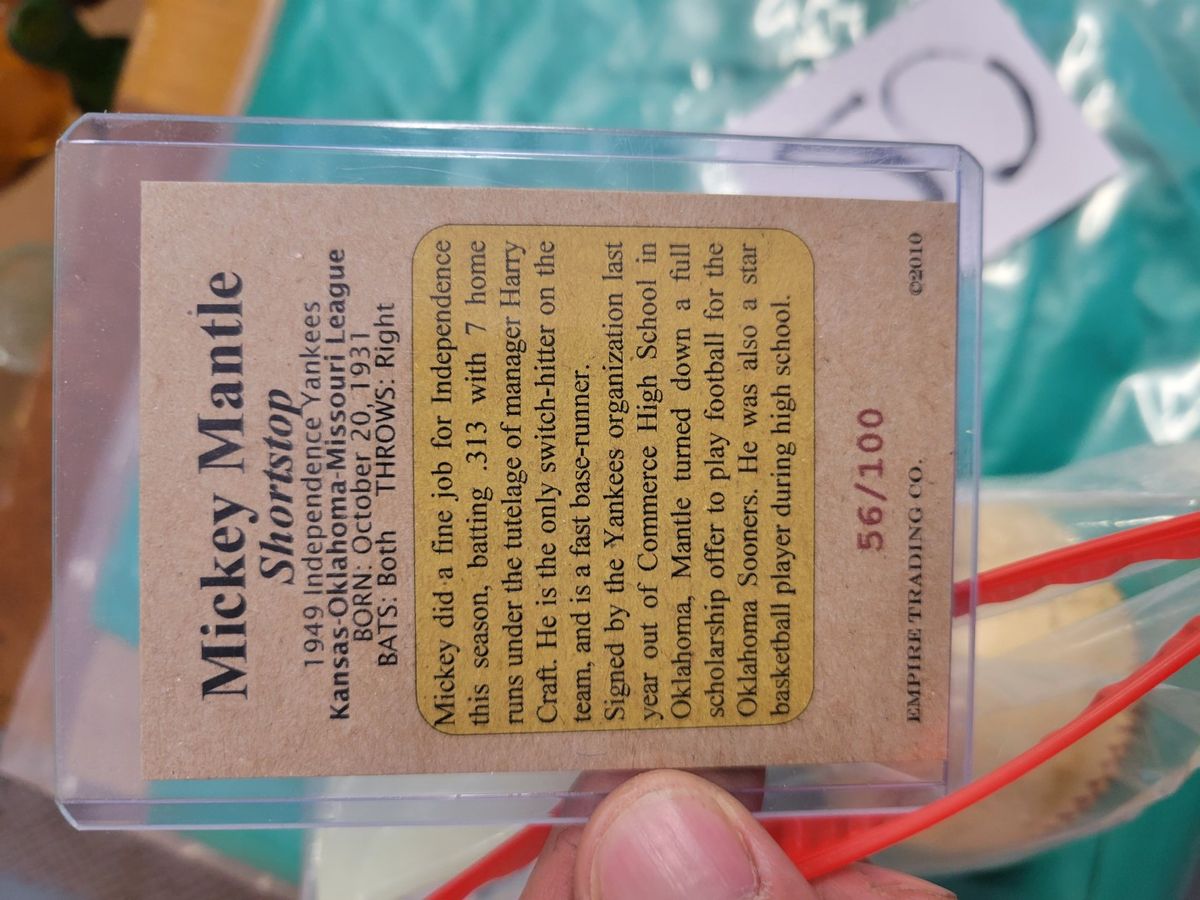 Mickey Mantle
Shortstop
1949 Independence Yankees
Kansas-Oklahoma-Missouri League
BORN: October 20, 1931
BATS: Both THROWS: Right
Mickey did a fine job for Independence
this season, batting .313 with 7 home
runs under the tutelage of manager Harry
Craft. He is the only switch-hitter on the
team, and is a fast base-runner.
Signed by the Yankees organization last
year out of Commerce High School in
Oklahoma, Mantle turned down a full
scholarship offer to play football for the
Oklahoma Sooners. He was also a star
basketball player during high school.
56/100
EMPIRE TRADING CO. ©2010